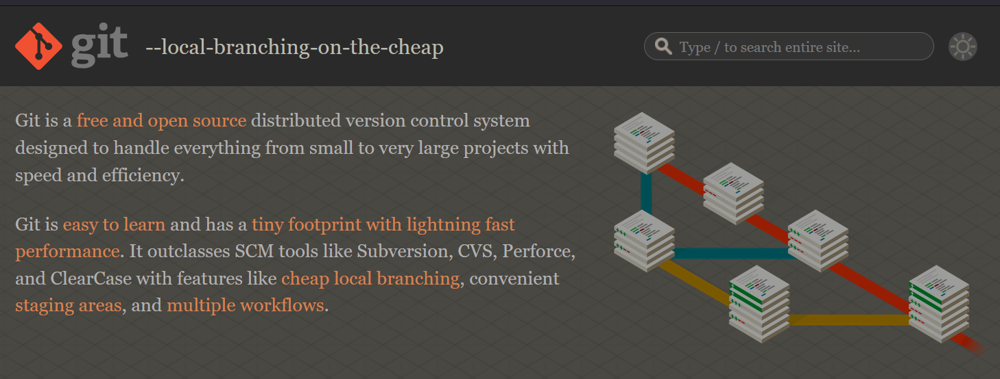 git --local-branching-on-the-cheap
Type / to search entire site...
Git is a free and open source distributed version control system
designed to handle everything from small to very large projects with
speed and efficiency.
Git is easy to learn and has a tiny footprint with lightning fast
performance. It outclasses SCM tools like Subversion, CVS, Perforce,
and ClearCase with features like cheap local branching, convenient
staging areas, and multiple workflows.